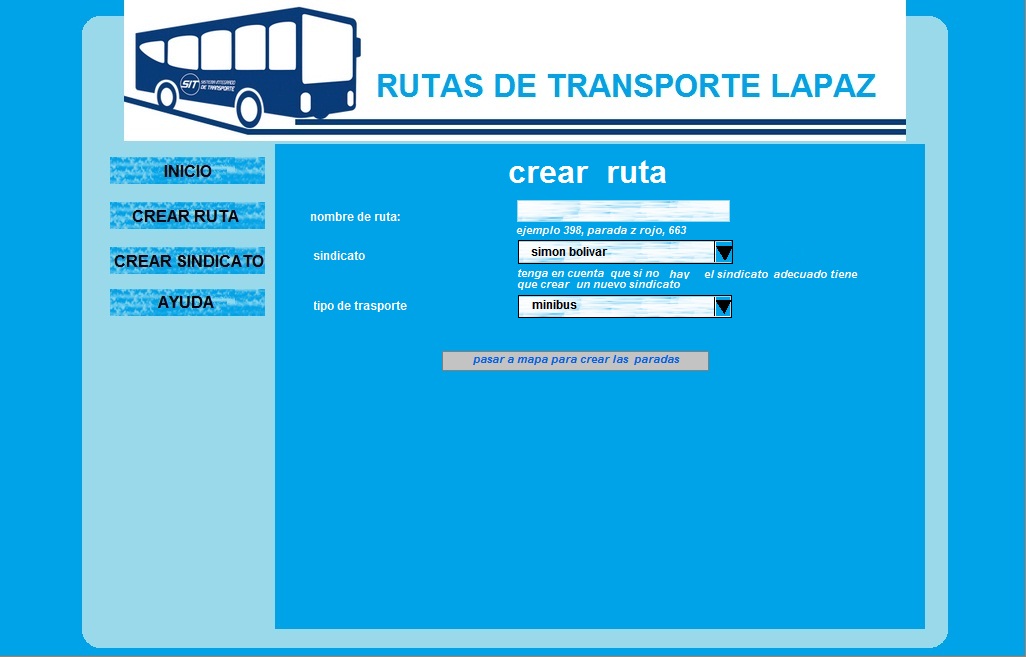 SIT SISTEMA INTEGRADO
DE TRANSPORTE
RUTAS DE TRANSPORTE LAPAZ
INICIO
CREAR RUTA
CREAR SINDICATO
AYUDA
crear ruta
nombre de ruta:
ejemplo 398, parada z rojo, 663
sindicato
simon bolivar
tenga en cuenta que si no hay el sindicato adecuado tiene
que crear un nuevo sindicato
tipo de trasporte
minibus
pasar a mapa para crear las paradas